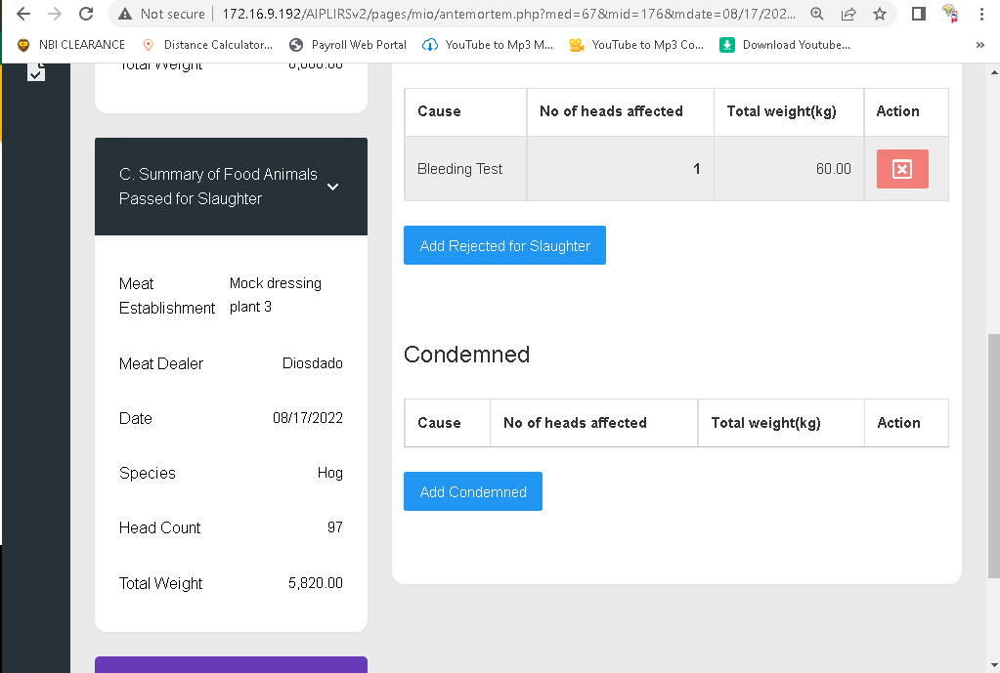 Not secure
172.16.9.192/AIPLIRSv2/pages/mio/antemortem.php?med=67&mid=176&mdate=08/17/202...
NBI CLEARANCE
Distance Calculator...
Payroll Web Portal
YouTube to Mp3 M...
YouTube to Mp3 Co...
Download Youtube...
»
Total Weight
C. Summary of Food Animals
Passed for Slaughter
Meat
Establishment
Mock dressing
plant 3
Meat Dealer
Diosdado
Date
08/17/2022
Species
Hog
Head Count
97
Total Weight
5,820.00
Cause
No of heads affected
Total weight(kg)
Action
Bleeding Test
1
60.00
Add Rejected for Slaughter
Condemned
Cause
No of heads affected
Total weight(kg)
Action
Add Condemned